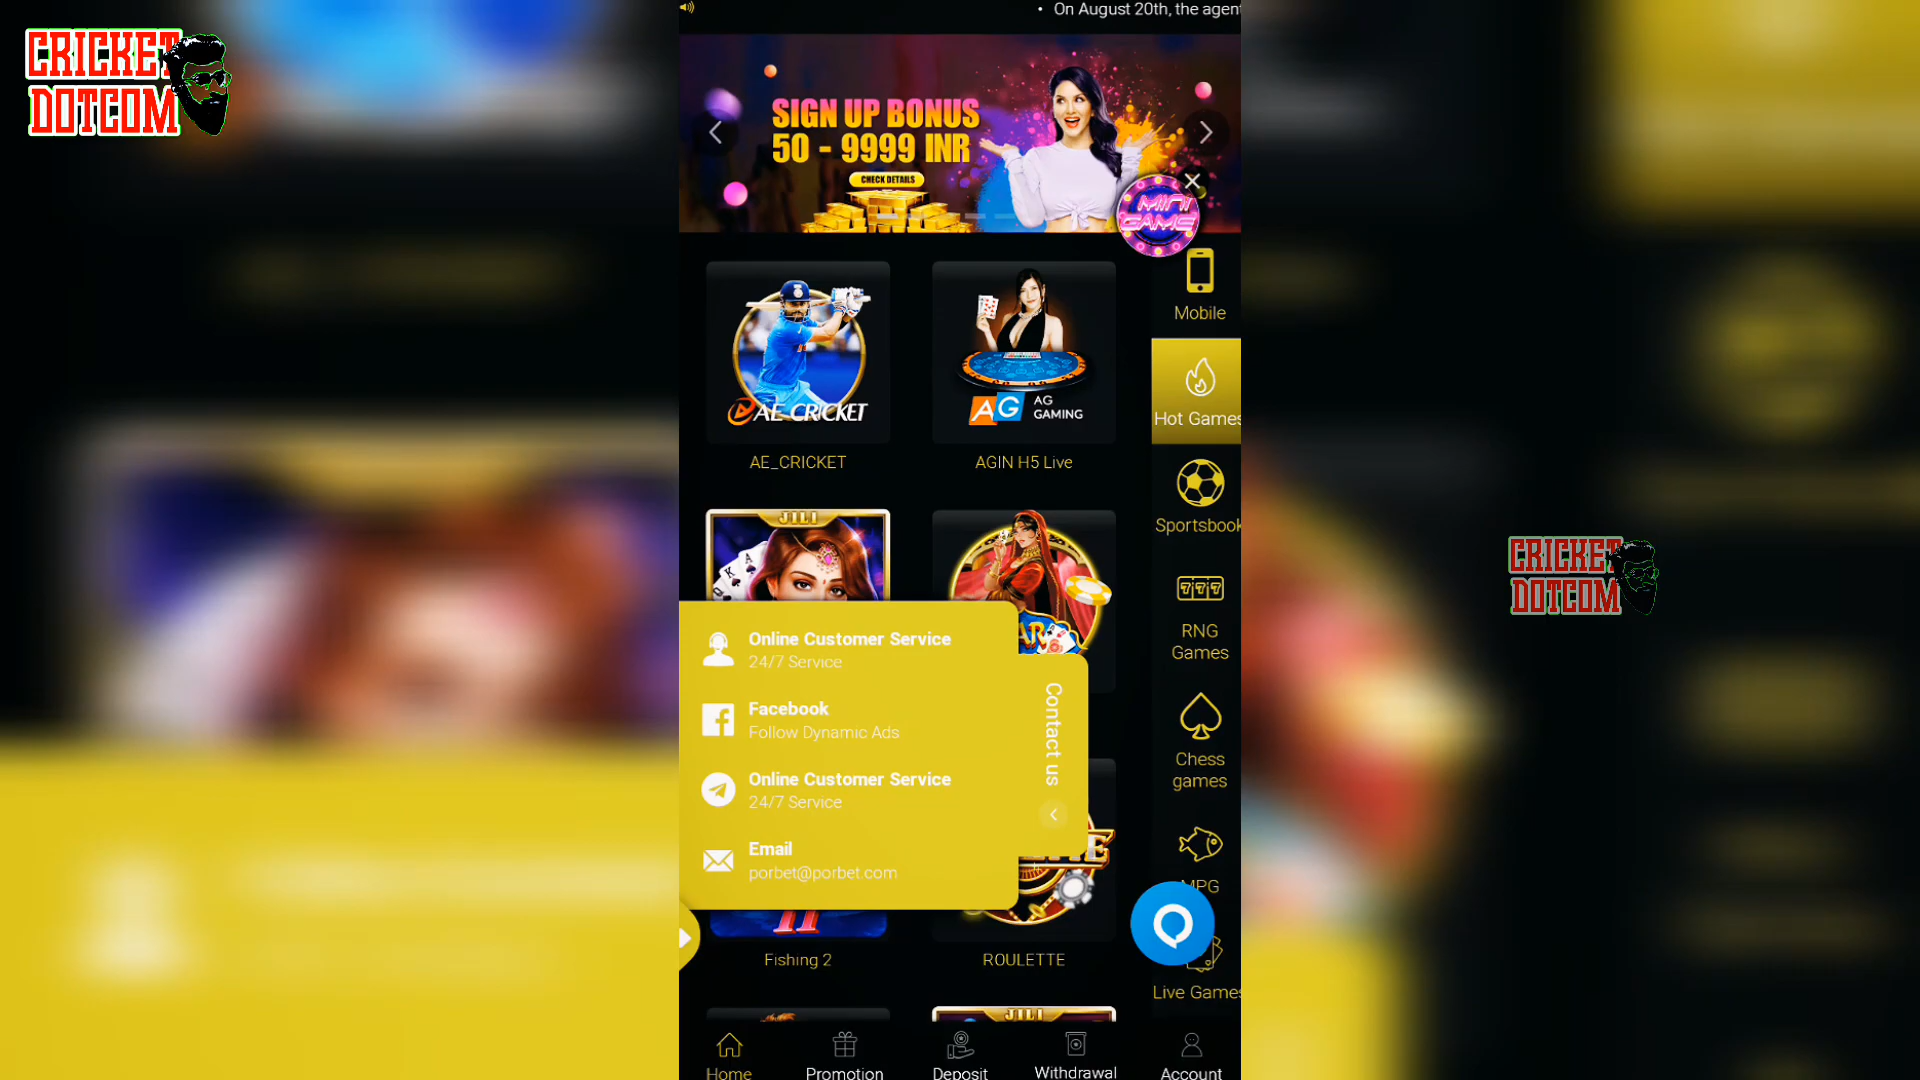 CRICKET
DOTCOM
• On August 20th, the agent
SIGN UP BONUS
50 - 9999 INR
CHECK DETAILS
MINI
GAME
Mobile
Hot Games
Sportsbook
RNG
Games
Chess
games
MPG
Live Games
AE CRICKET
AE_CRICKET
AG
AG
GAMING
AGIN H5 Live
JILI
K A
Q
Online Customer Service
24/7 Service
Facebook
Follow Dynamic Ads
Online Customer Service
24/7 Service
Email
porbet@porbet.com
Contact us
Fishing 2
ROULETTE
JILI
Home
Promotion
Deposit
Withdrawal
Account
CRICKET
DOTCOM